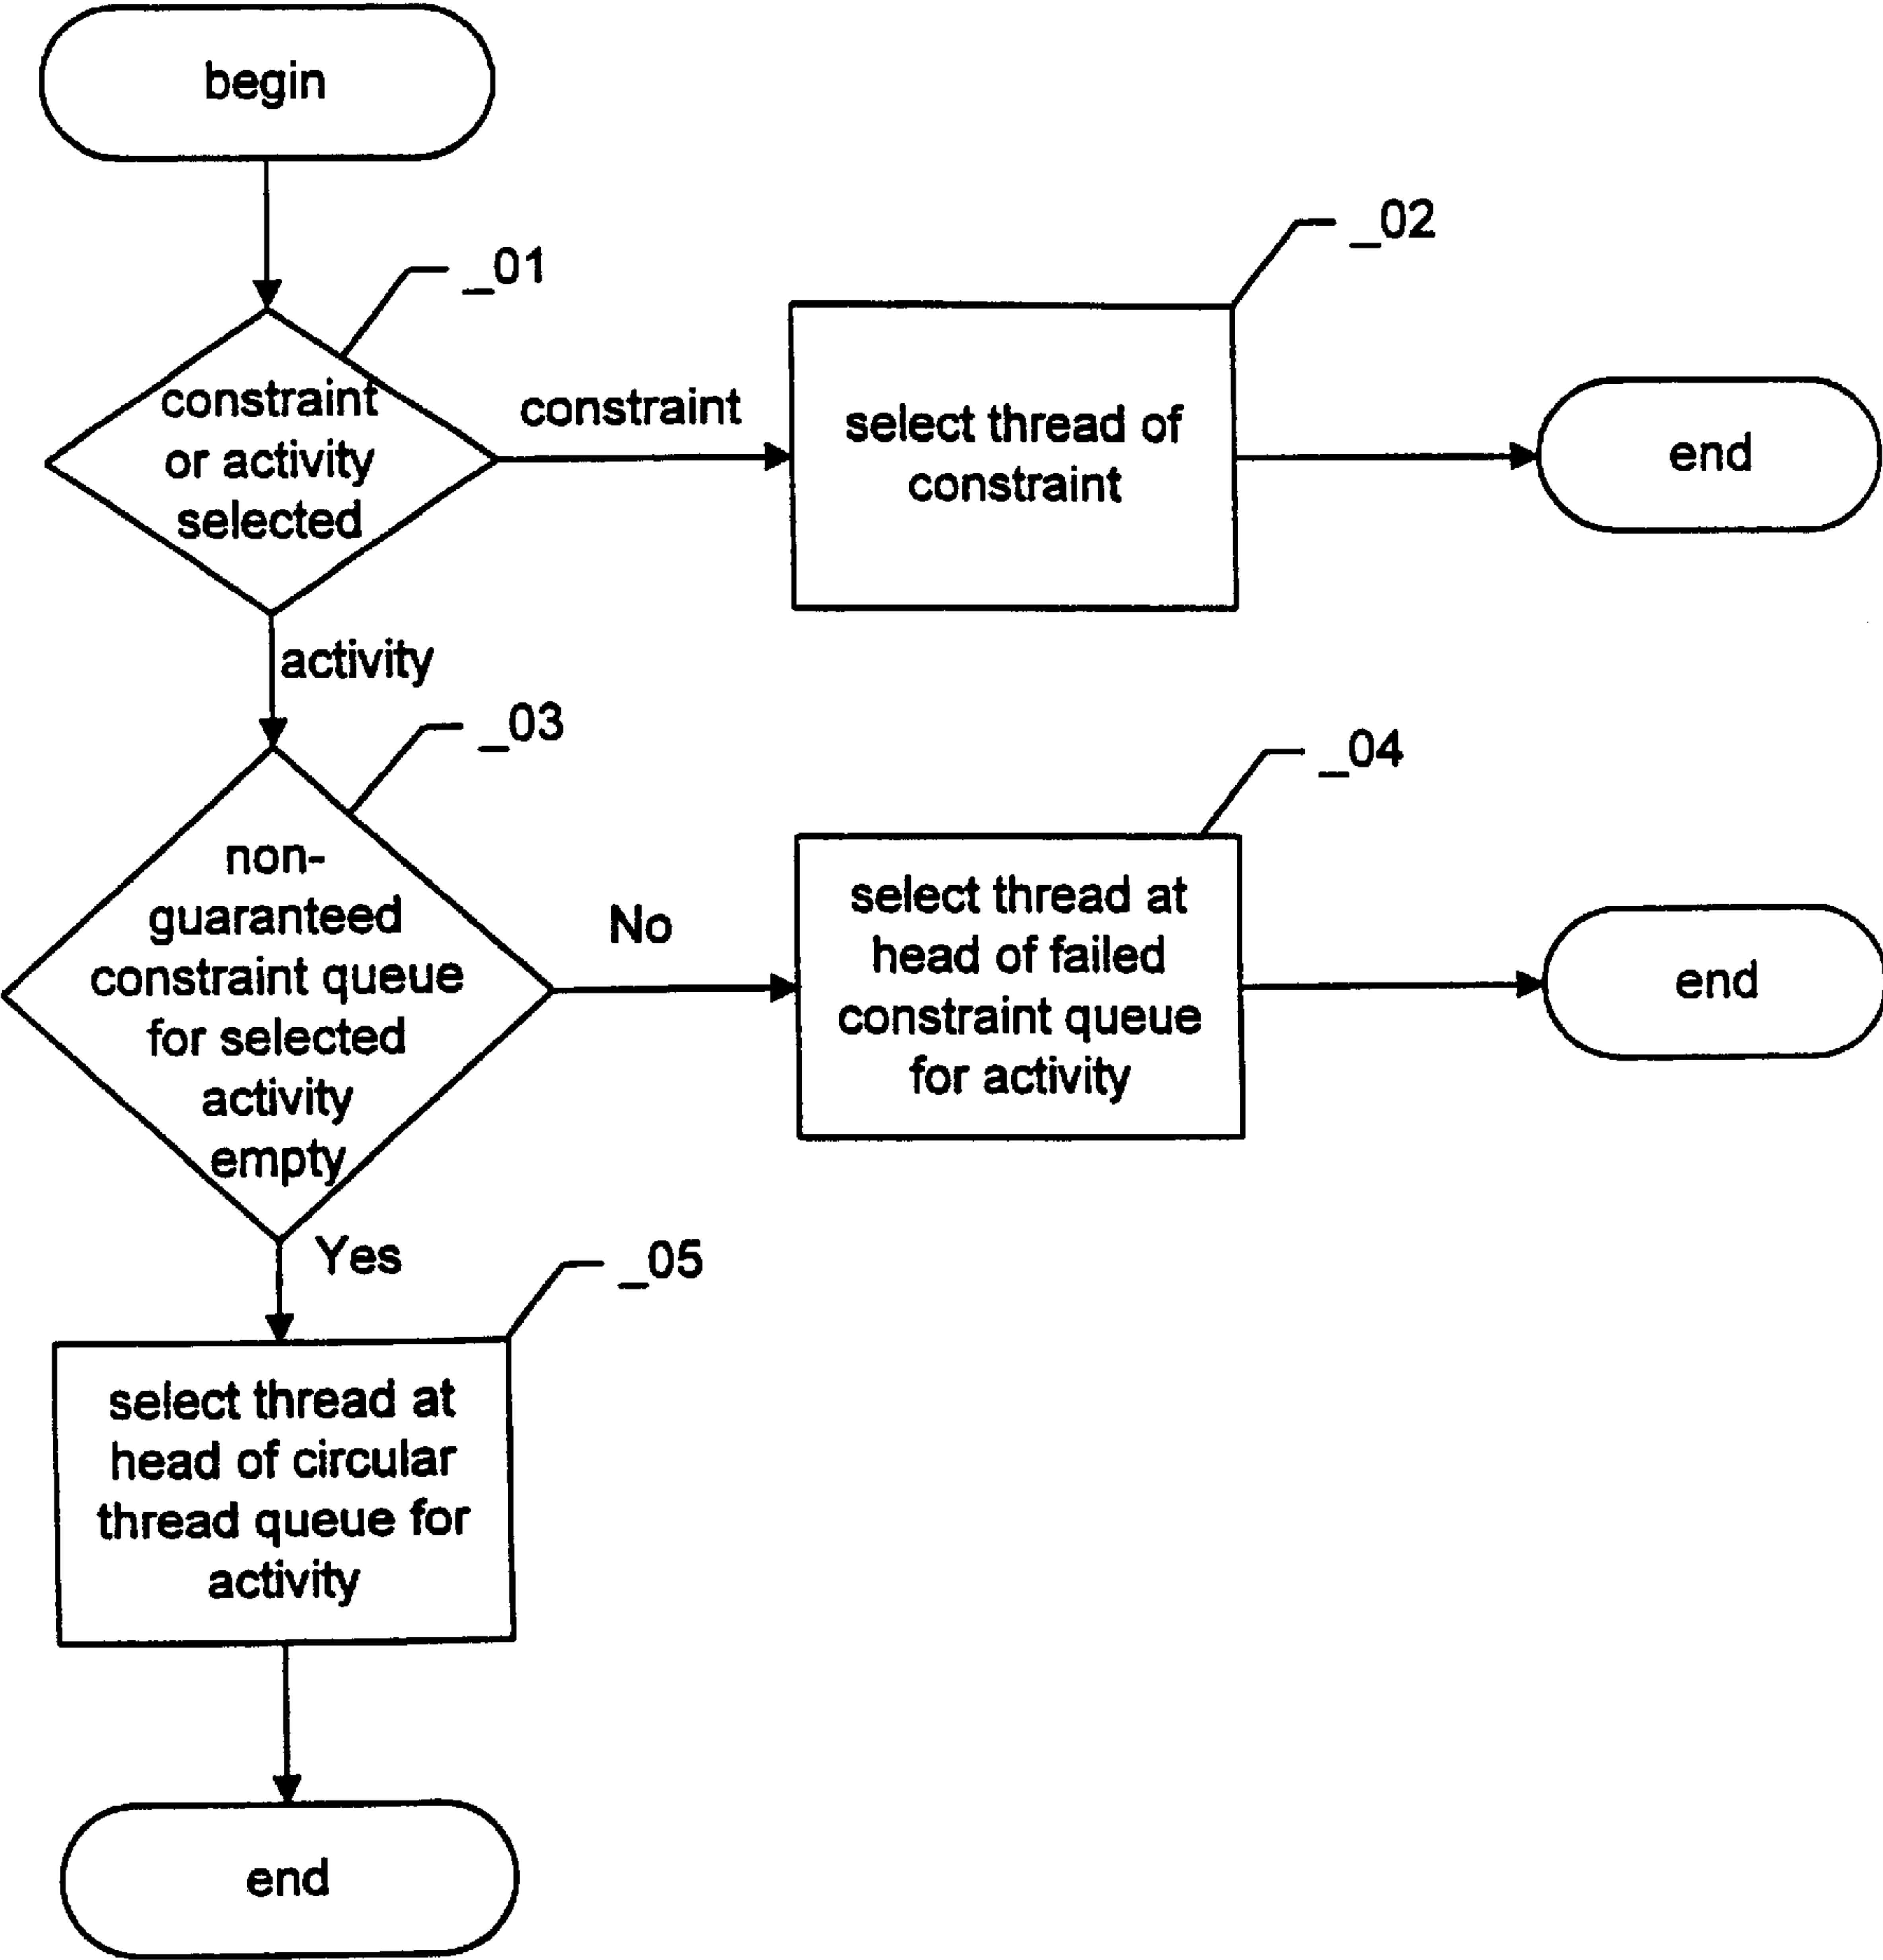 begin
_01
constraint
or activity
selected
constraint
_02
select thread of
constraint
end
activity
_03
non-
guaranteed
constraint queue
for selected
activity
empty
No
_04
select thread at
head of failed
constraint queue
for activity
end
Yes
_05
select thread at
head of circular
thread queue for
activity
end